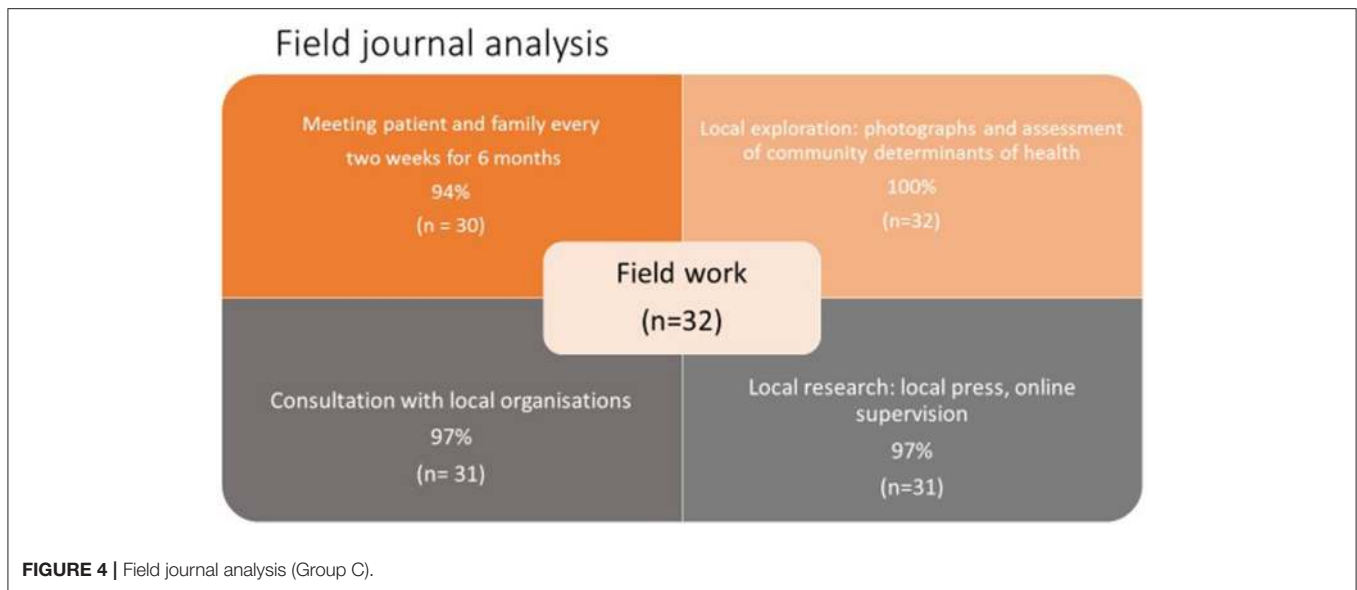 Field journal analysis
Meeting patient and family every
two weeks for 6 months
94%
(n = 30)
Local exploration: photographs and assessment
of community determinants of health
100%
(n=32)
Field work
(n=32)
Consultation with local organisations
97%
(n= 31)
Local research: local press, online
supervision
97%
(n=31)
FIGURE 4 | Field journal analysis (Group C).